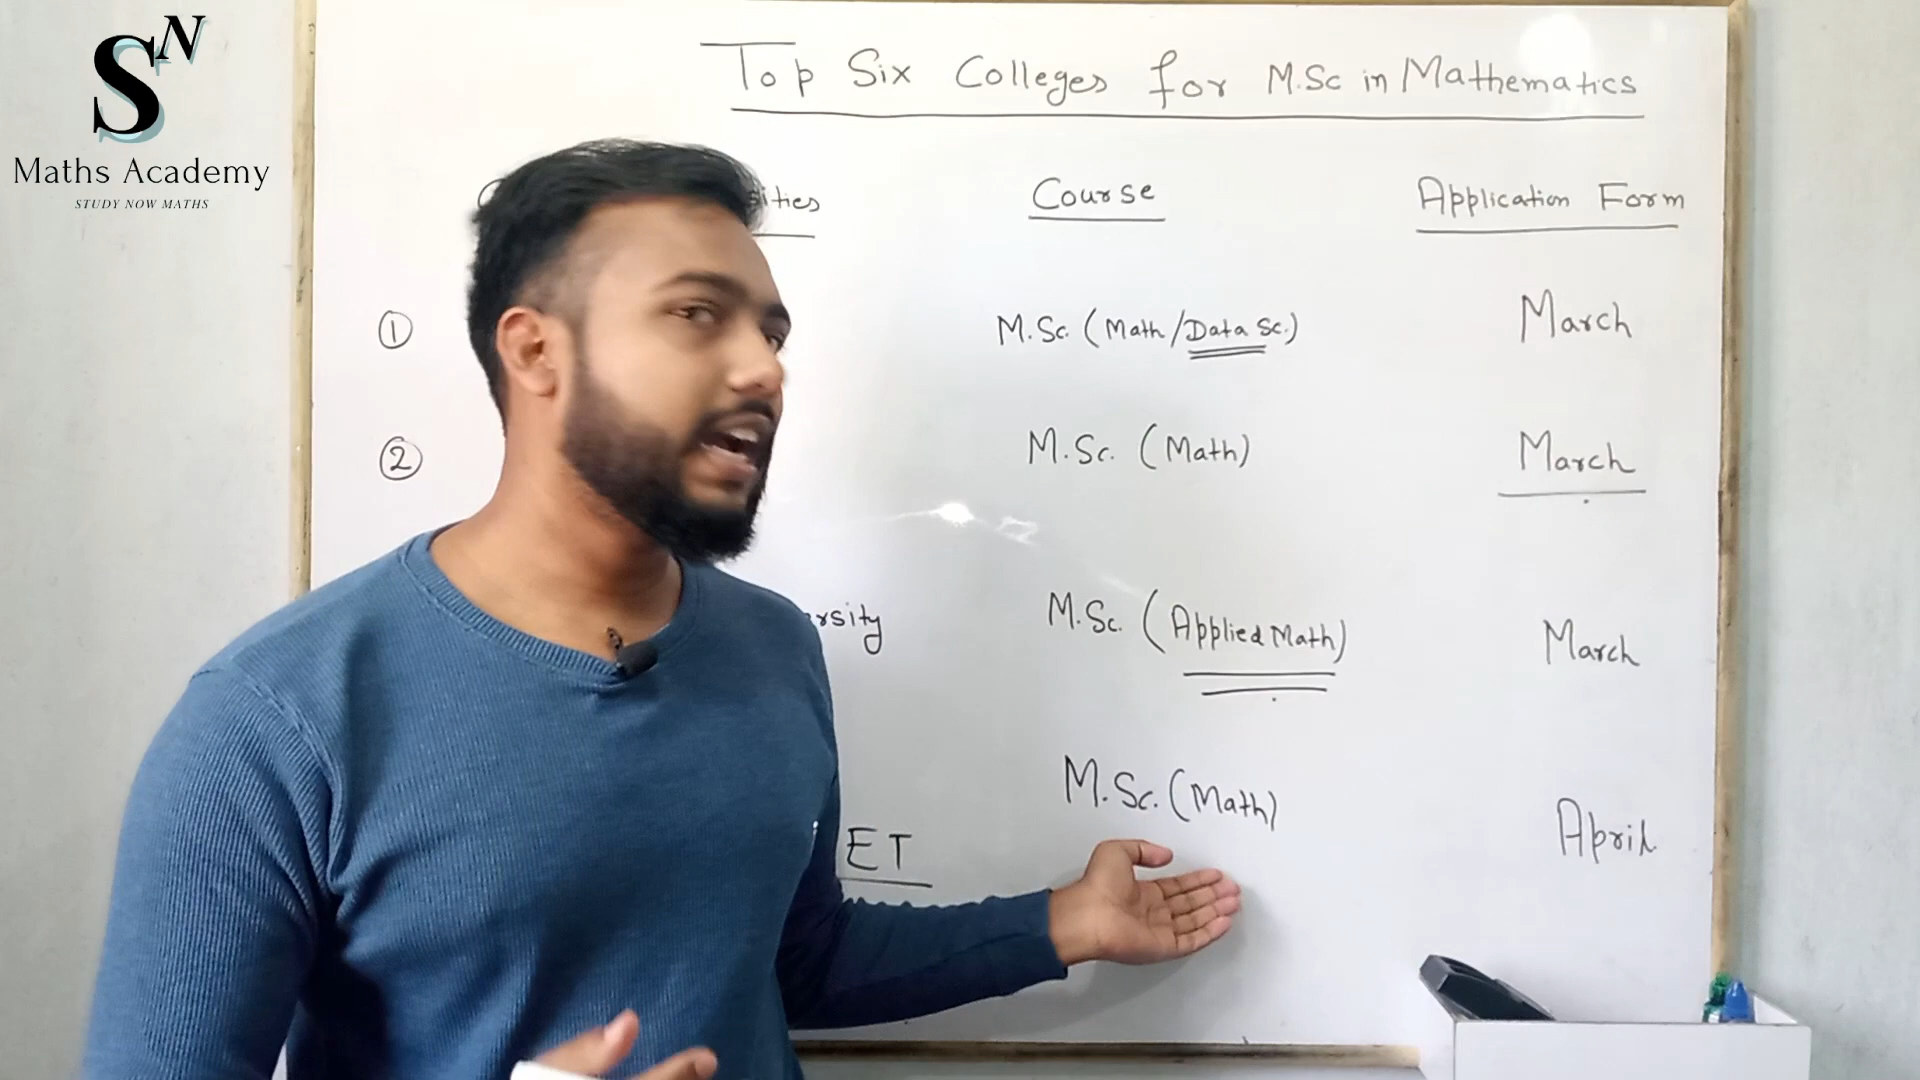 SN
Maths Academy
STUDY NOW MATHS
Top Six Colleges for M.Sc in Mathematics
Course Application Form
① M.Sc. (Math/Data Sc.) March
② M.Sc. (Math) March
M.Sc. (Applied Math) March
M.Sc. (Math) April
ET